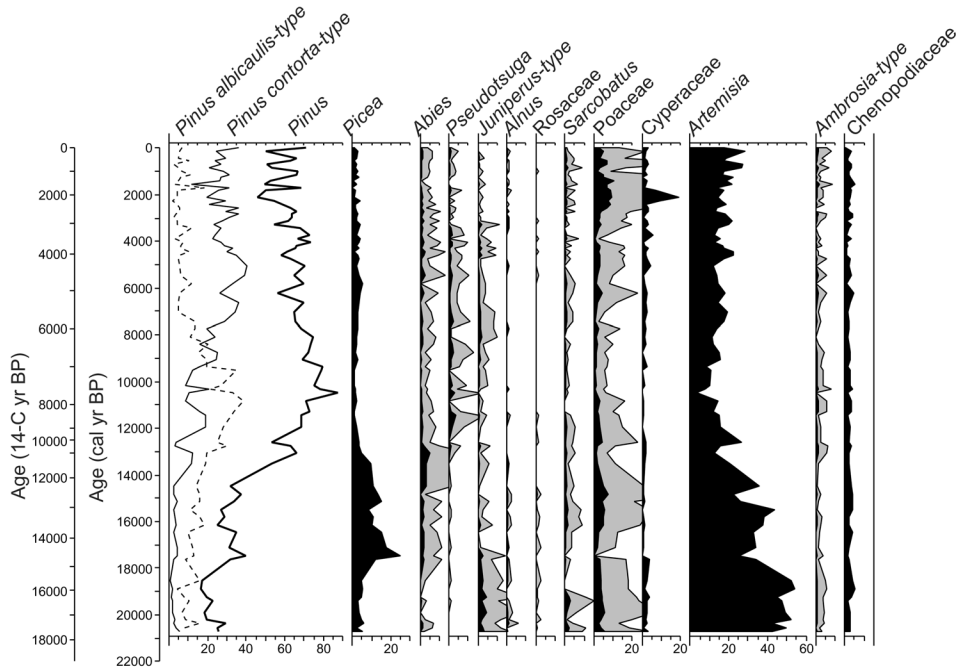 Pinus albicaulis-type
Pinus contorta-type
Pinus
Picea
Abies
Pseudotsuga
Juniperus-type
Alnus
Rosaceae
Sarcobatus
Poaceae
Cyperaceae
Artemisia
Ambrosia-type
Chenopodiaceae
Age (14-C yr BP)
0
2000
4000
6000
8000
10000
12000
14000
16000
18000
Age (cal yr BP)
0
2000
4000
6000
8000
10000
12000
14000
16000
18000
20000
22000
20 40 60 80 20 20 20 20 40 60 20